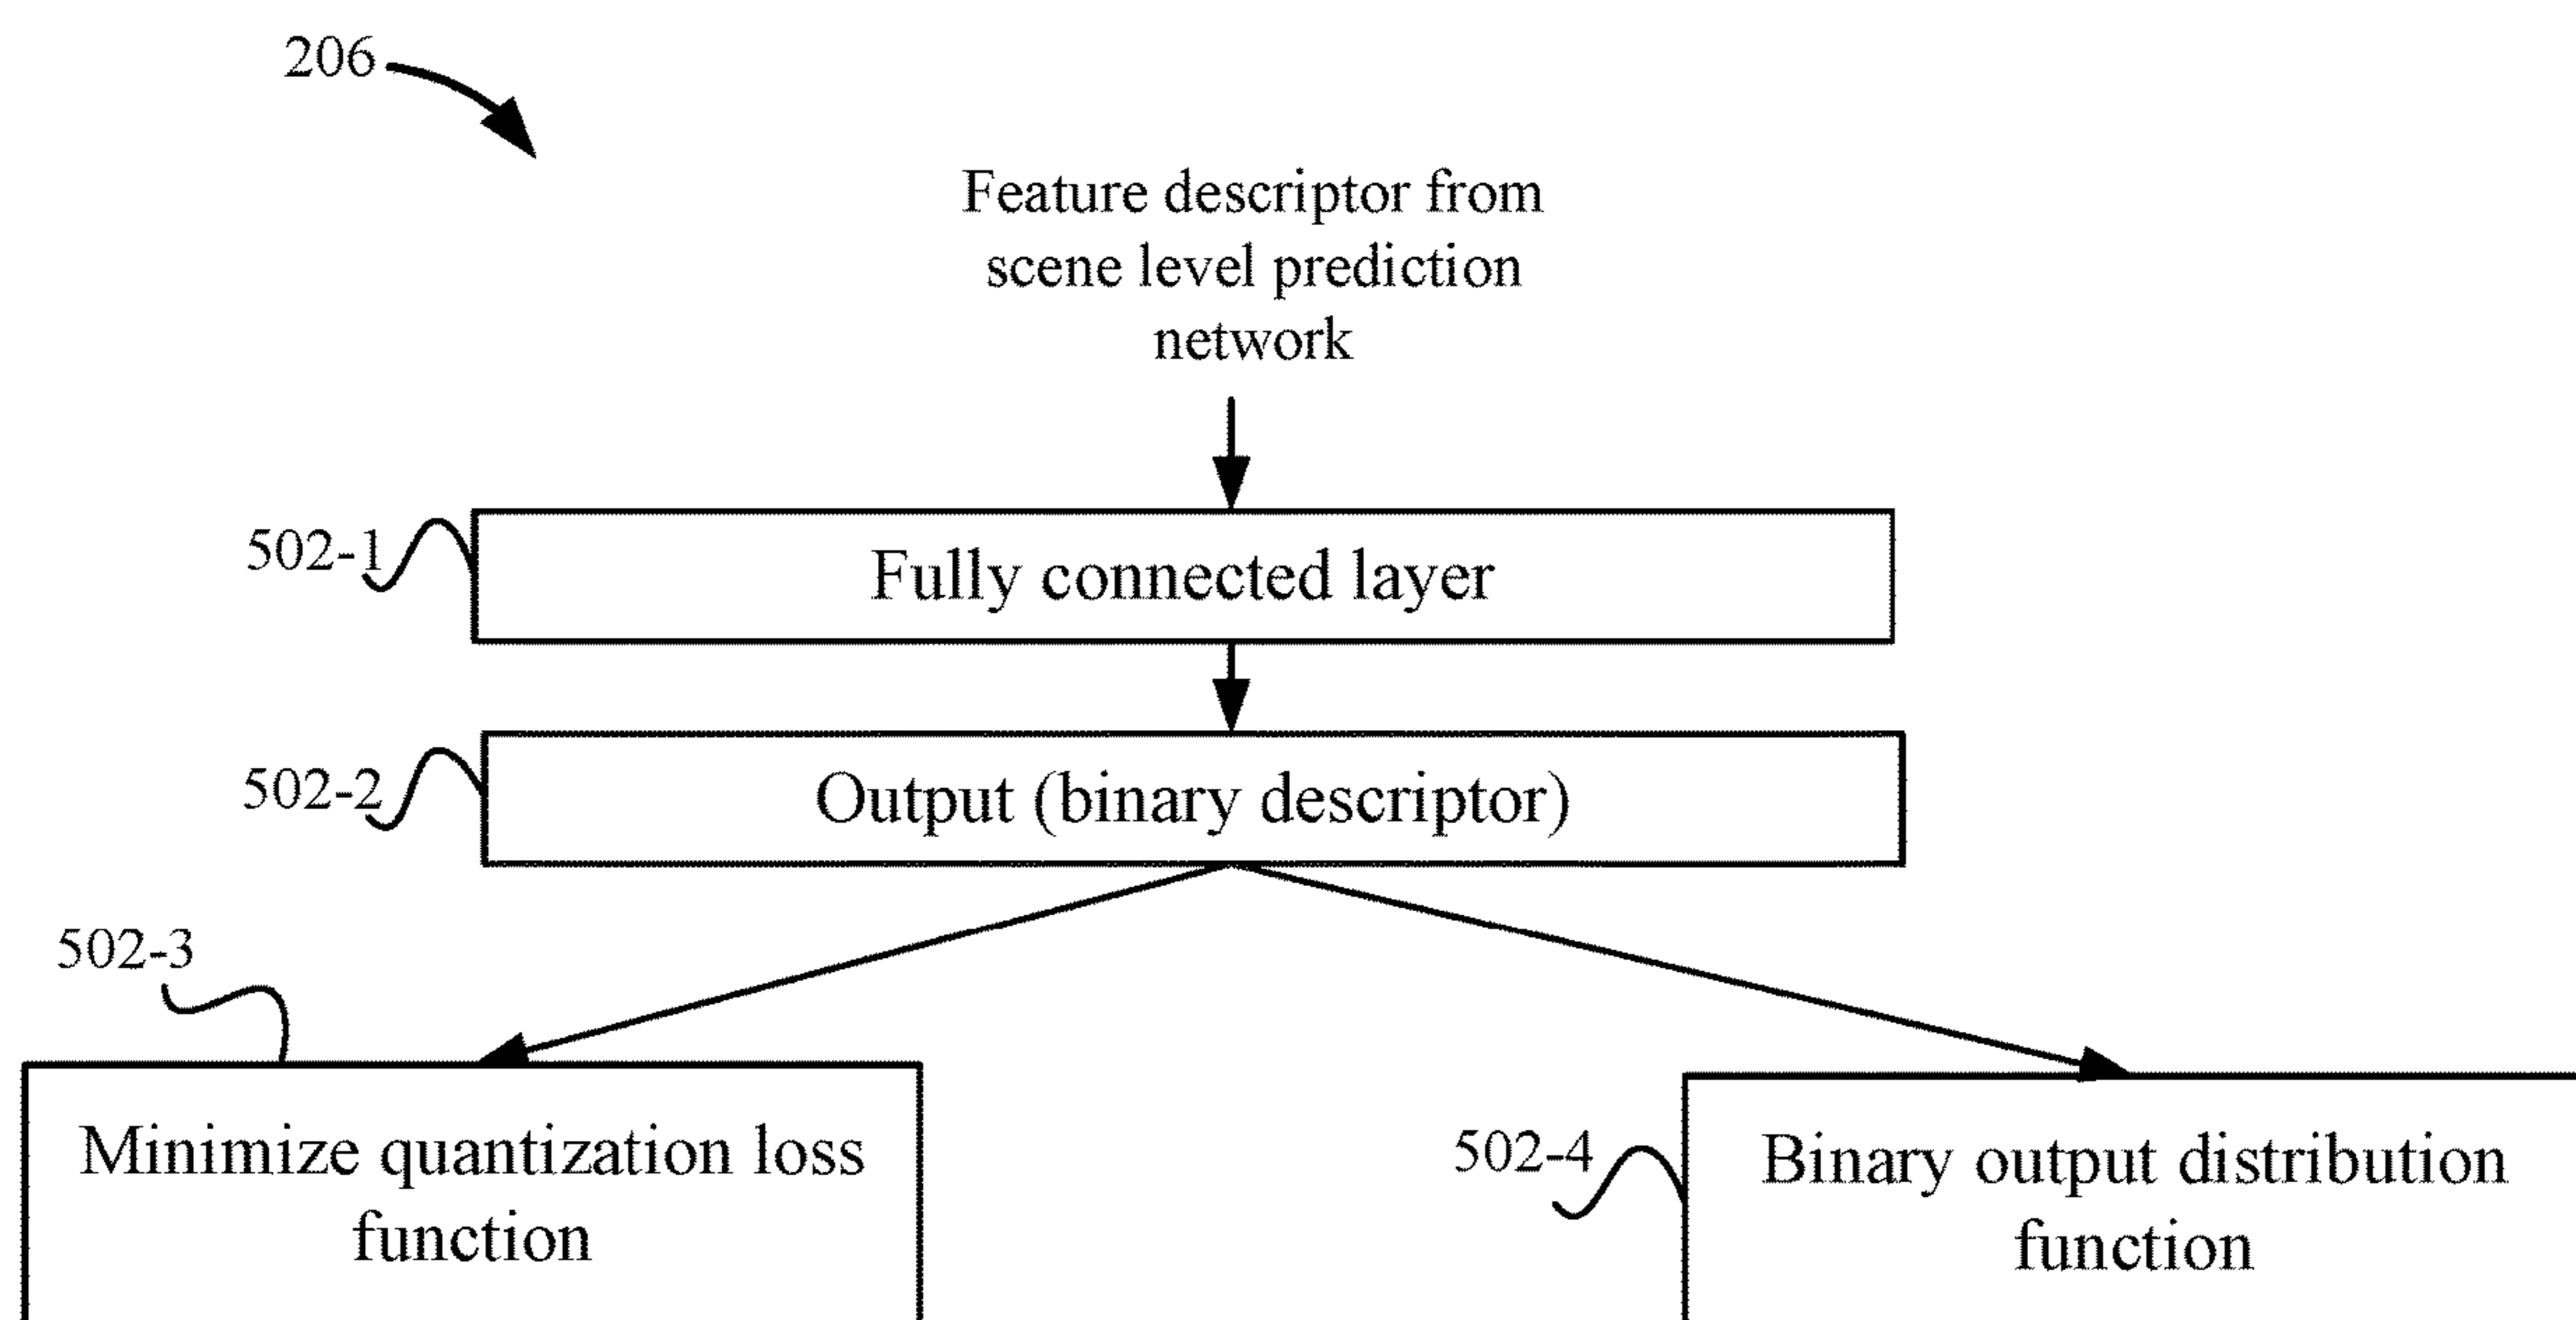 206
Feature descriptor from
scene level prediction
network
502-1
Fully connected layer
502-2
Output (binary descriptor)
502-3
Minimize quantization loss
function
502-4
Binary output distribution
function